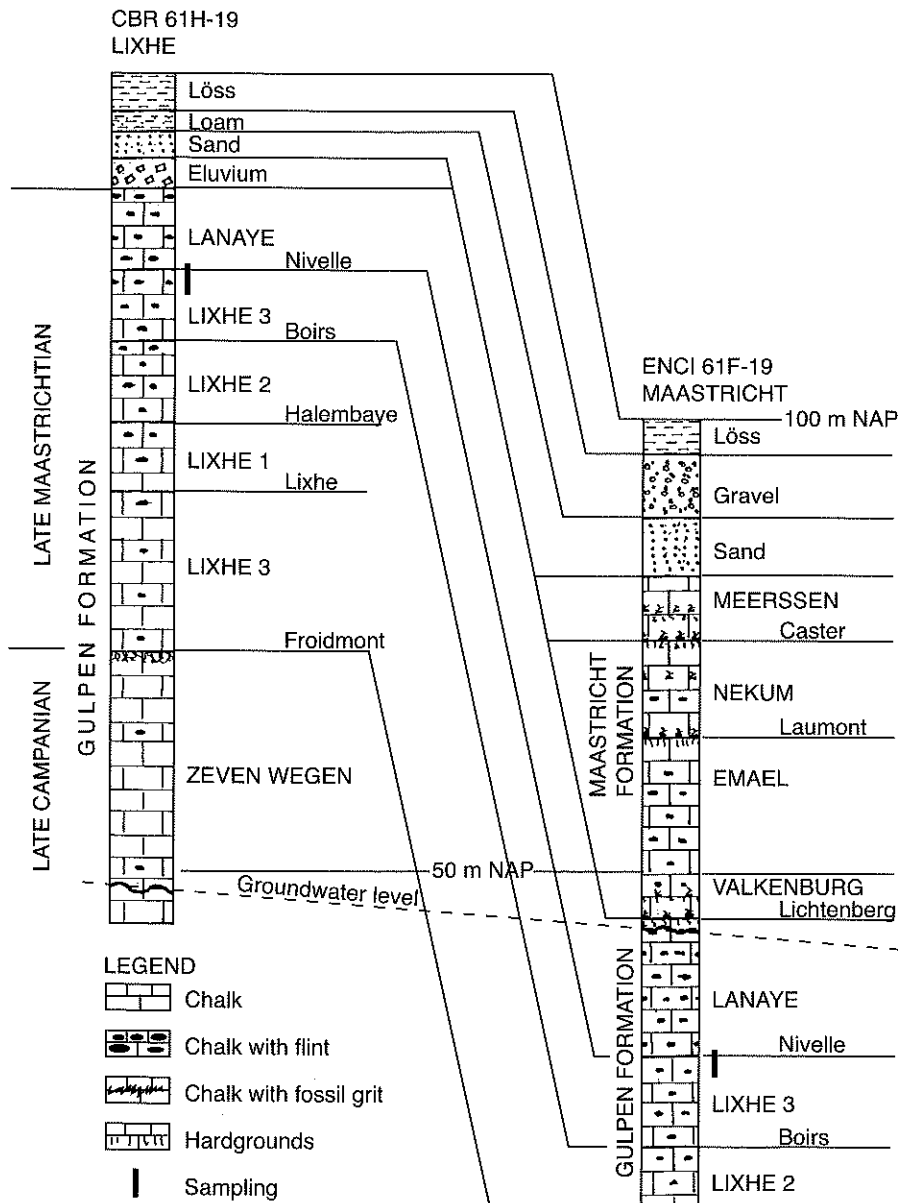 CBR 61H-19
LIXHE
Löss
Loam
Sand
Eluvium
LANAYE
Nivelle
LIXHE 3
Boirs
LIXHE 2
Halembaye
LIXHE 1
Lixhe
LIXHE 3
Froidmont
ZEVEN WEGEN
50 m NAP
Groundwater level
LATE MAASTRICHTIAN
LATE CAMPANIAN
GULPEN FORMATION
ENCI 61F-19
MAASTRICHT
100 m NAP
Löss
Gravel
Sand
MEERSSEN
Caster
NEKUM
Laumont
EMAEL
VALKENBURG
Lichtenberg
LANAYE
Nivelle
LIXHE 3
Boirs
LIXHE 2
MAASTRICHT
FORMATION
GULPEN FORMATION
LEGEND
Chalk
Chalk with flint
Chalk with fossil grit
Hardgrounds
Sampling